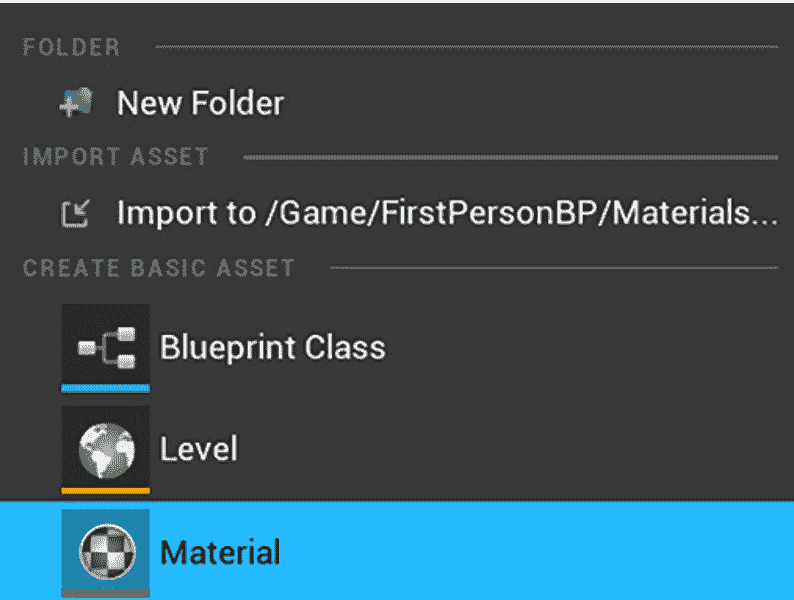 FOLDER
New Folder
IMPORT ASSET
Import to /Game/FirstPersonBP/Materials...
CREATE BASIC ASSET
Blueprint Class
Level
Material